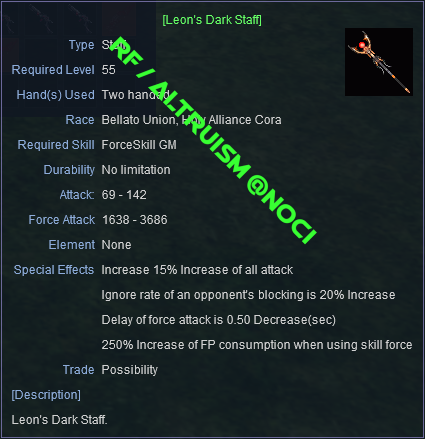 [Leon's Dark Staff]
Type Staff
Required Level 55
Hand(s) Used Two handed
Race Bellato Union, Holy Alliance Cora
Required Skill ForceSkill GM
Durability No limitation
Attack: 69 - 142
Force Attack 1638 - 3686
Element None
Special Effects Increase 15% Increase of all attack
Ignore rate of an opponent's blocking is 20% Increase
Delay of force attack is 0.50 Decrease(sec)
250% Increase of FP consumption when using skill force
Trade Possibility
[Description]
Leon's Dark Staff.
RF / ALTRUISM @NOCI